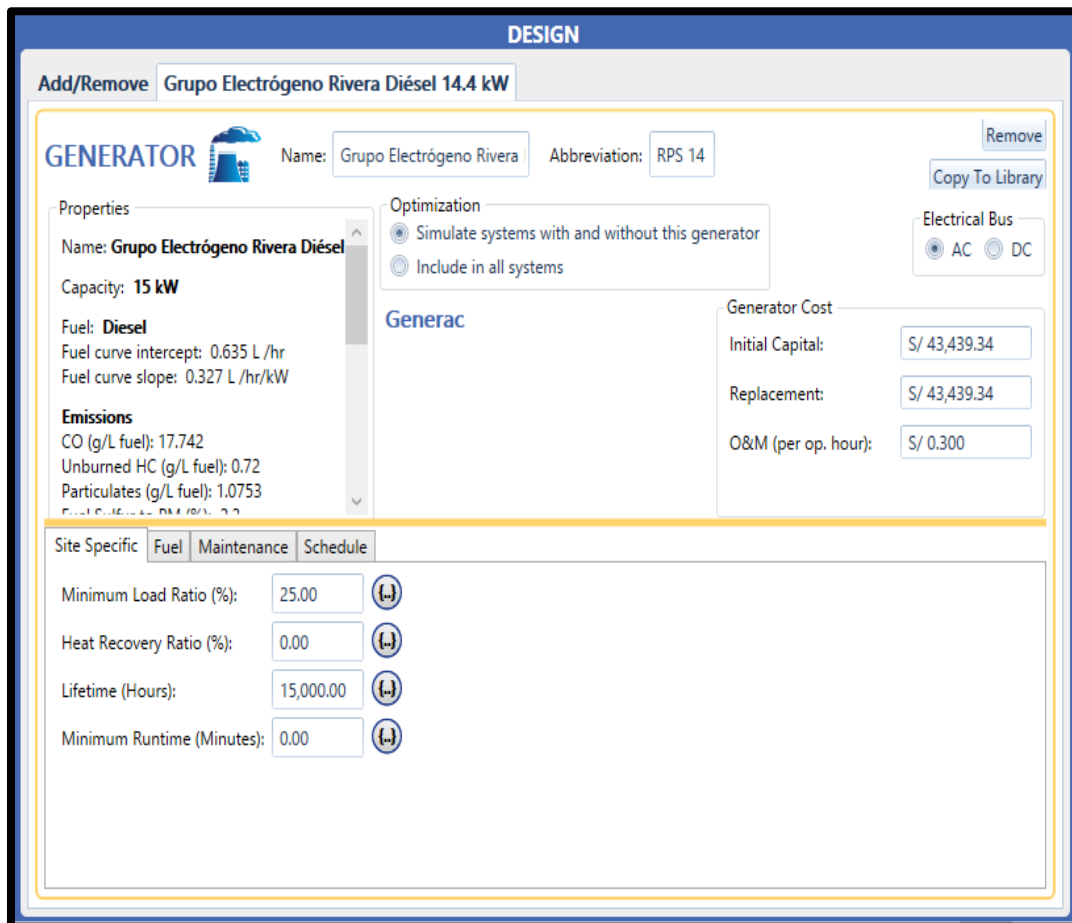 DESIGN
Add/Remove
Grupo Electrógeno Rivera Diésel 14.4 kW
GENERATOR
Name: Grupo Electrógeno Rivera
Abbreviation: RPS 14
Remove
Copy To Library
Properties
Name: Grupo Electrógeno Rivera Diésel
Capacity: 15 kW
Fuel: Diesel
Fuel curve intercept: 0.635 L /hr
Fuel curve slope: 0.327 L /hr/kW
Emissions
CO (g/L fuel): 17.742
Unburned HC (g/L fuel): 0.72
Particulates (g/L fuel): 1.0753
Optimization
Simulate systems with and without this generator
Include in all systems
Electrical Bus
AC DC
Generac
Generator Cost
Initial Capital: S/ 43,439.34
Replacement: S/ 43,439.34
O&M (per op. hour): S/ 0.300
Site Specific Fuel Maintenance Schedule
Minimum Load Ratio (%): 25.00 {..}
Heat Recovery Ratio (%): 0.00 {..}
Lifetime (Hours): 15,000.00 {..}
Minimum Runtime (Minutes): 0.00 {..}